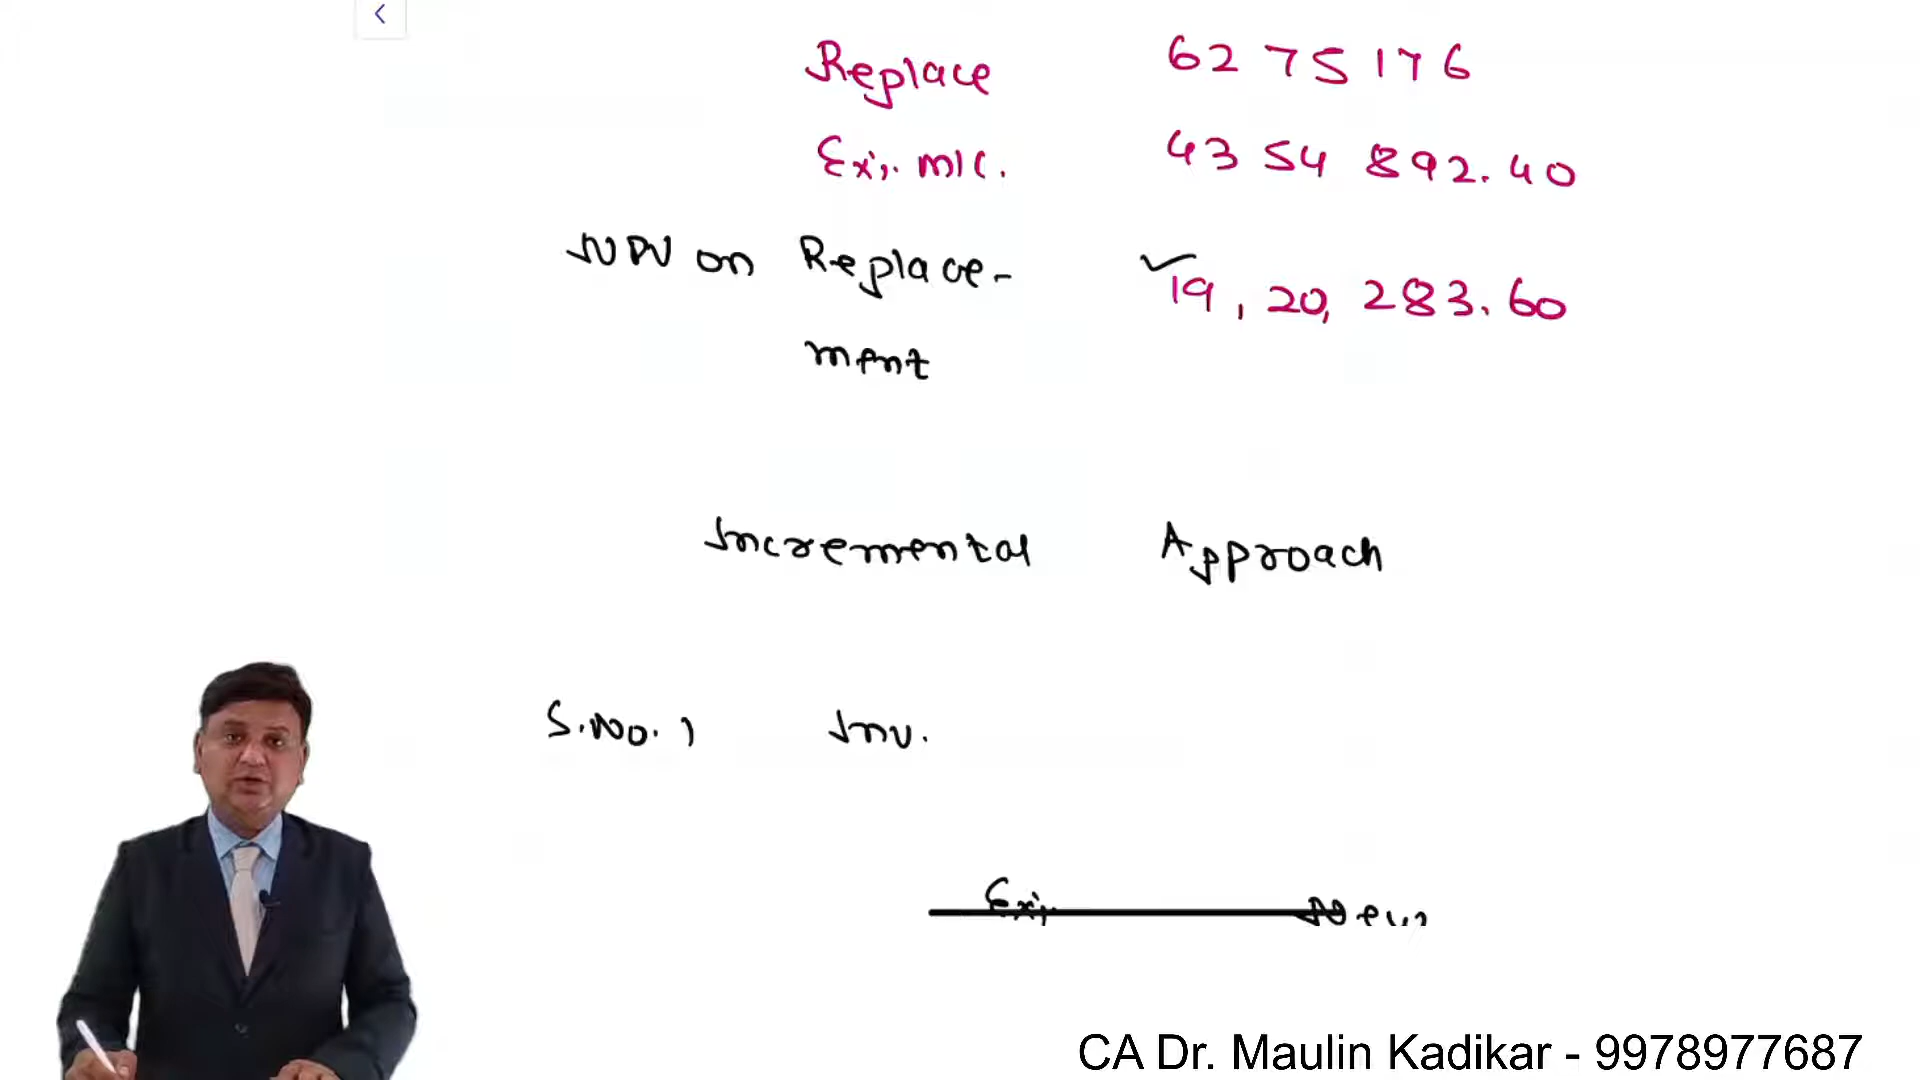 Replace 62 75 176
Exi. m/c. 43 54 892.40
NPV on Replace- 19, 20, 283.60
ment
Incremental Approach
S.No. 1 Inv.
Exi. New
CA Dr. Maulin Kadikar - 9978977687